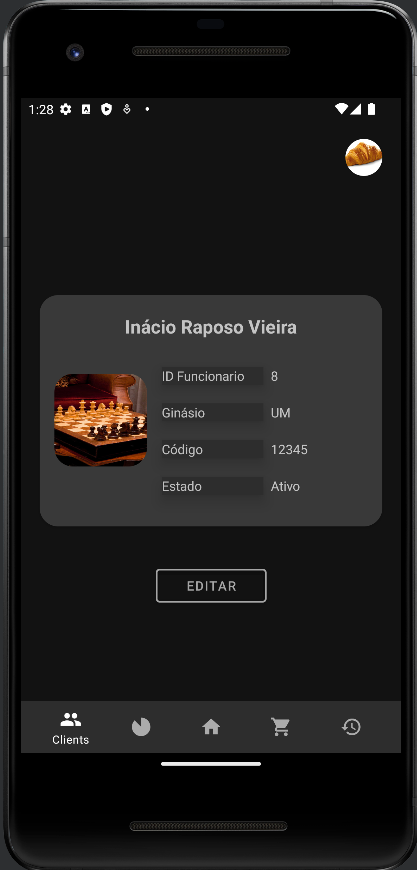 1:28
Inácio Raposo Vieira
ID Funcionario 8
Ginásio UM
Código 12345
Estado Ativo
EDITAR
Clients